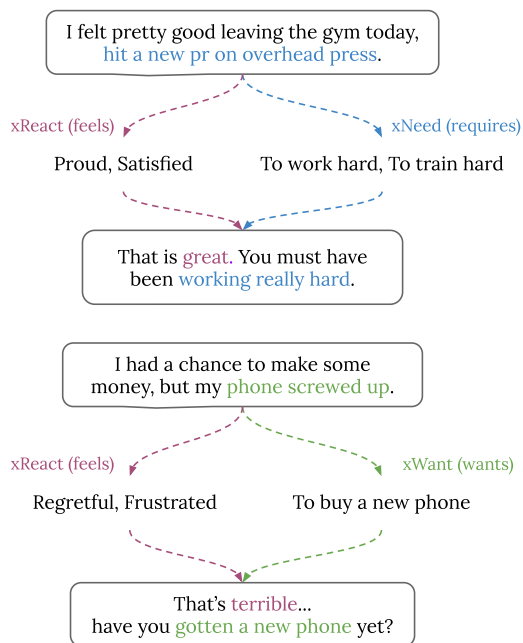 I felt pretty good leaving the gym today,
hit a new pr on overhead press.
xReact (feels)
xNeed (requires)
Proud, Satisfied
To work hard, To train hard
That is great. You must have
been working really hard.
I had a chance to make some
money, but my phone screwed up.
xReact (feels)
xWant (wants)
Regretful, Frustrated
To buy a new phone
That's terrible...
have you gotten a new phone yet?